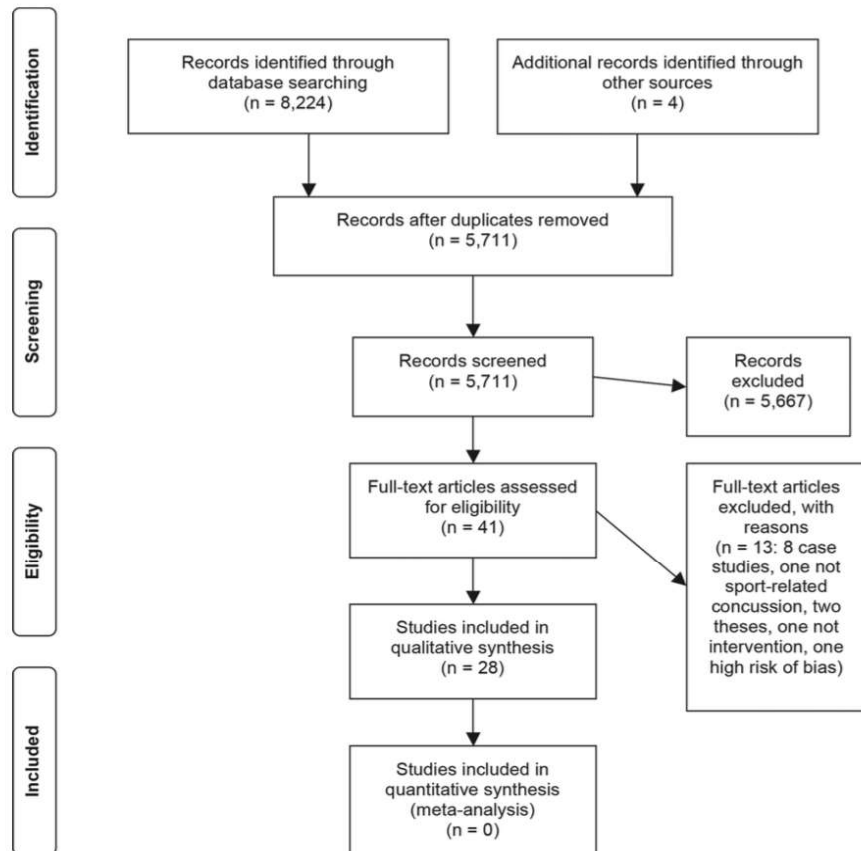 Identification
Records identified through
database searching
(n = 8,224)
Additional records identified through
other sources
(n = 4)
Records after duplicates removed
(n = 5,711)
Screening
Records screened
(n = 5,711)
Records
excluded
(n = 5,667)
Eligibility
Full-text articles assessed
for eligibility
(n = 41)
Full-text articles
excluded, with
reasons
(n = 13: 8 case
studies, one not
sport-related
concussion, two
theses, one not
intervention, one
high risk of bias)
Studies included in
qualitative synthesis
(n = 28)
Included
Studies included in
quantitative synthesis
(meta-analysis)
(n = 0)